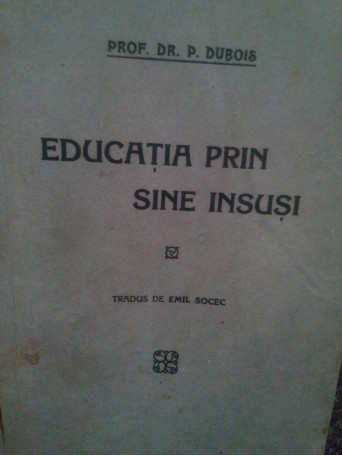 PROF. DR. P. DUBOIS
EDUCAȚIA PRIN
SINE INSUȘI
TRADUS DE EMIL SOCEC